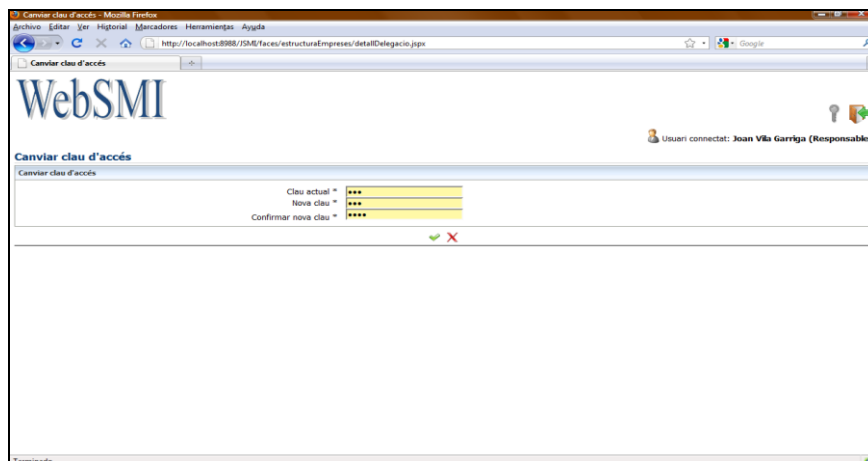 Canviar clau d'accés - Mozilla Firefox
Archivo Editar Ver Historial Marcadores Herramientas Ayuda
http://localhost:8988/JSMI/faces/estructuraEmpreses/detallDelegacio.jspx
Google
Canviar clau d'accés
WebSMI
Usuari connectat: Joan Vila Garriga (Responsable
Canviar clau d'accés
Canviar clau d'accés
Clau actual * •••
Nova clau * •••
Confirmar nova clau * ••••
Terminado